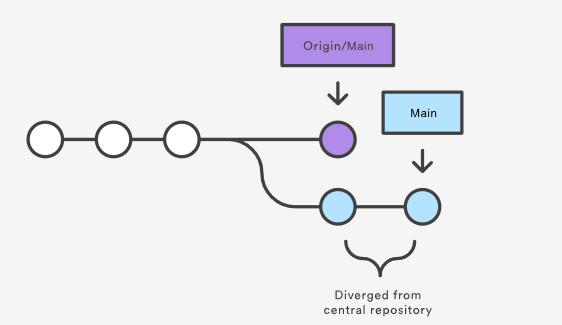 Origin/Main
Main
Diverged from
central repository